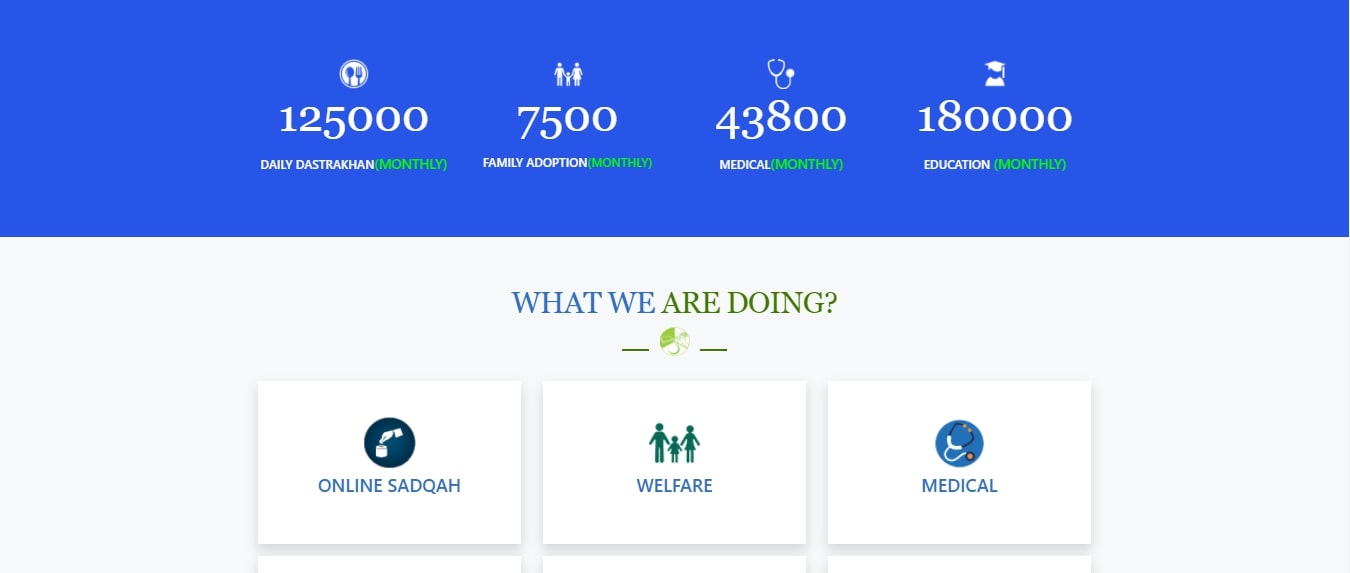 125000 7500 43800 180000
DAILY DASTRAKHAN(MONTHLY) FAMILY ADOPTION(MONTHLY) MEDICAL(MONTHLY) EDUCATION (MONTHLY)
WHAT WE ARE DOING?
ONLINE SADQAH WELFARE MEDICAL